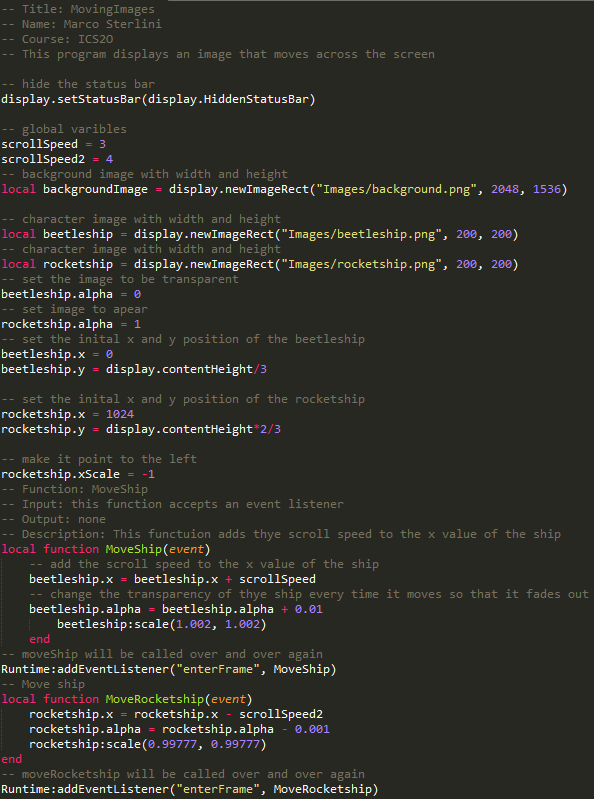 -- Title: MovingImages
-- Name: Marco Sterlini
-- Course: ICS2O
-- This program displays an image that moves across the screen

-- hide the status bar
display.setStatusBar(display.HiddenStatusBar)

-- global varibles
scrollSpeed = 3
scrollSpeed2 = 4
-- background image with width and height
local backgroundImage = display.newImageRect("Images/background.png", 2048, 1536)

-- character image with width and height
local beetleship = display.newImageRect("Images/beetleship.png", 200, 200)
-- character image with width and height
local rocketship = display.newImageRect("Images/rocketship.png", 200, 200)
-- set the image to be transparent
beetleship.alpha = 0
-- set image to apear
rocketship.alpha = 1
-- set the inital x and y position of the beetleship
beetleship.x = 0
beetleship.y = display.contentHeight/3

-- set the inital x and y position of the rocketship
rocketship.x = 1024
rocketship.y = display.contentHeight*2/3

-- make it point to the left
rocketship.xScale = -1
-- Function: MoveShip
-- Input: this function accepts an event listener
-- Output: none
-- Description: This functuion adds thye scroll speed to the x value of the ship
local function MoveShip(event)
    -- add the scroll speed to the x value of the ship
    beetleship.x = beetleship.x + scrollSpeed
    -- change the transparency of thye ship every time it moves so that it fades out
    beetleship.alpha = beetleship.alpha + 0.01
        beetleship:scale(1.002, 1.002)
    end
-- moveShip will be called over and over again
Runtime:addEventListener("enterFrame", MoveShip)
-- Move ship
local function MoveRocketship(event)
    rocketship.x = rocketship.x - scrollSpeed2
    rocketship.alpha = rocketship.alpha - 0.001
    rocketship:scale(0.99777, 0.99777)
end
-- moveRocketship will be called over and over again
Runtime:addEventListener("enterFrame", MoveRocketship)